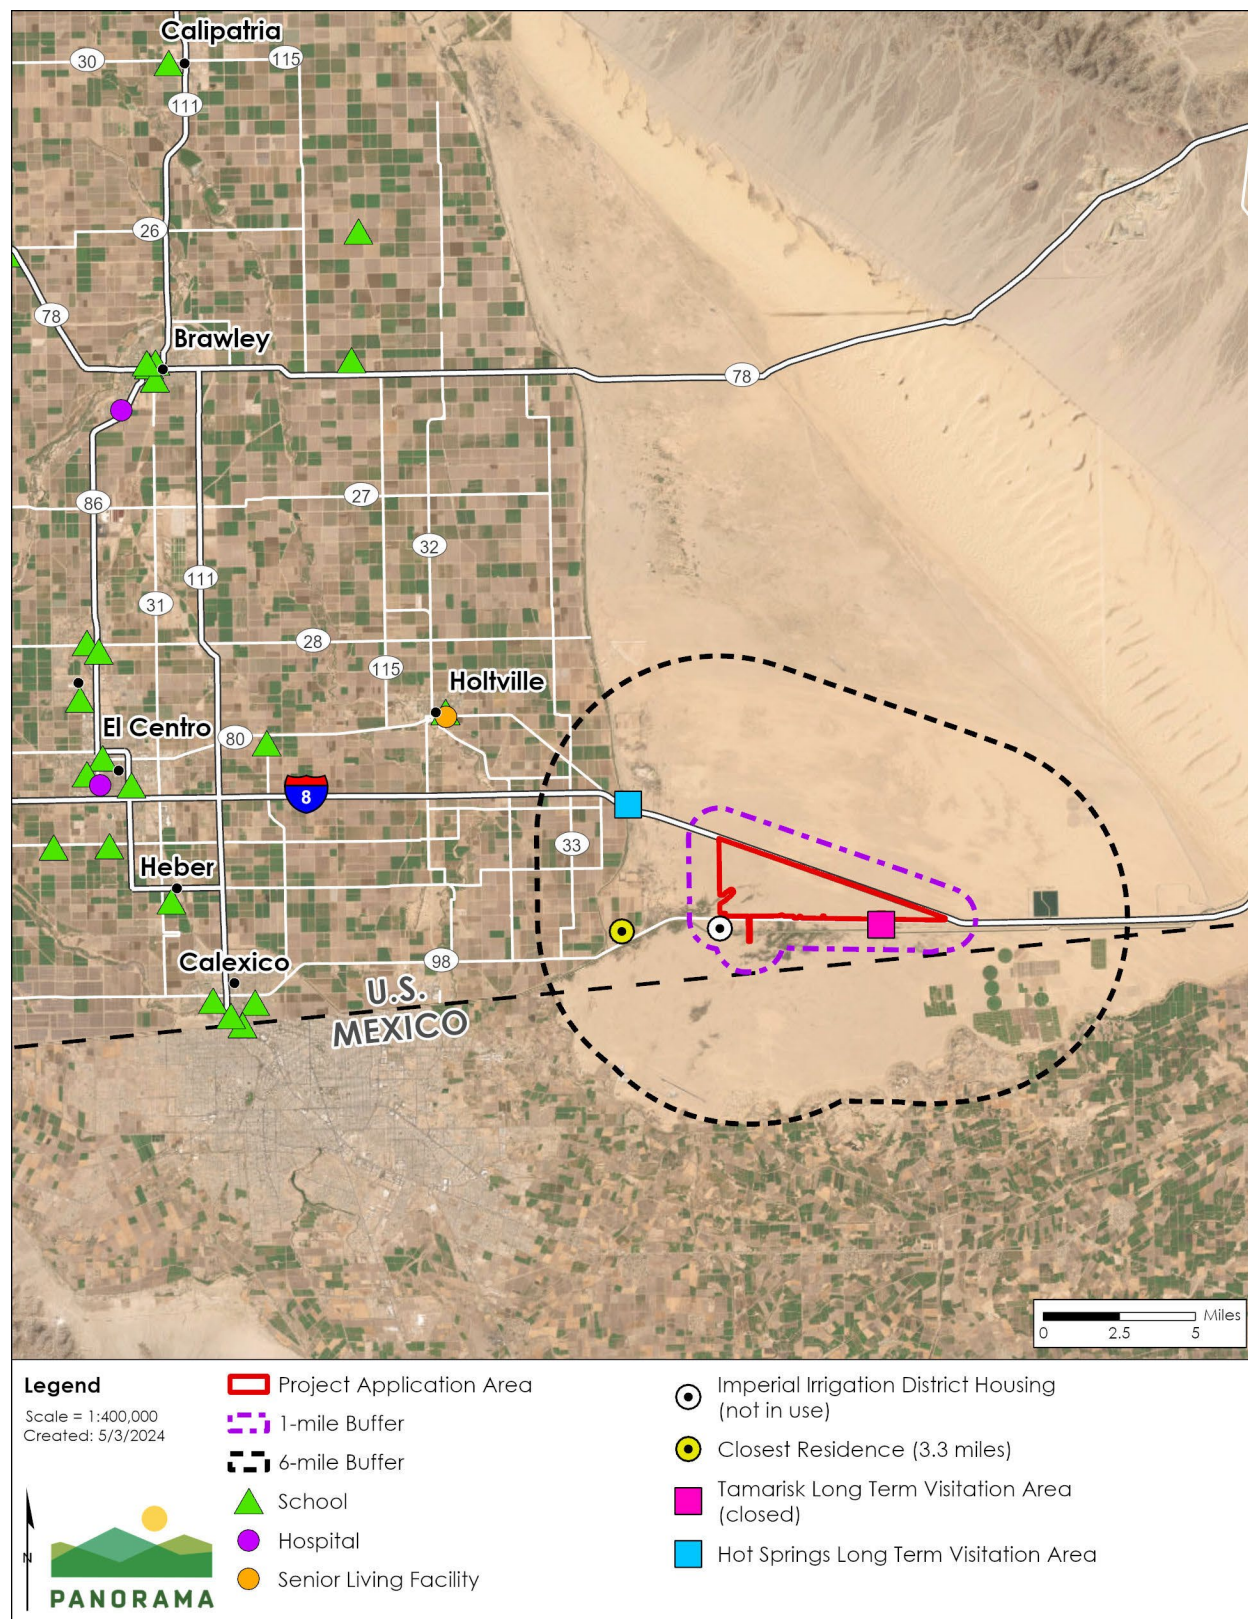 Calipatria
30
115
111
26
78
Brawley
78
86
27
32
111
31
28
115
Holtville
El Centro
80
8
33
Heber
98
Calexico
U.S.
MEXICO
Miles
0 2.5 5
Legend
Scale = 1:400,000
Created: 5/3/2024
N
PANORAMA
Project Application Area
1-mile Buffer
6-mile Buffer
School
Hospital
Senior Living Facility
Imperial Irrigation District Housing
(not in use)
Closest Residence (3.3 miles)
Tamarisk Long Term Visitation Area
(closed)
Hot Springs Long Term Visitation Area